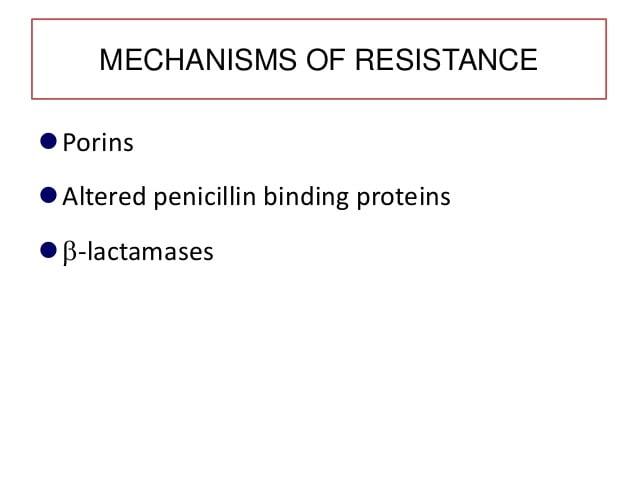 MECHANISMS OF RESISTANCE
Porins
Altered penicillin binding proteins
β-lactamases